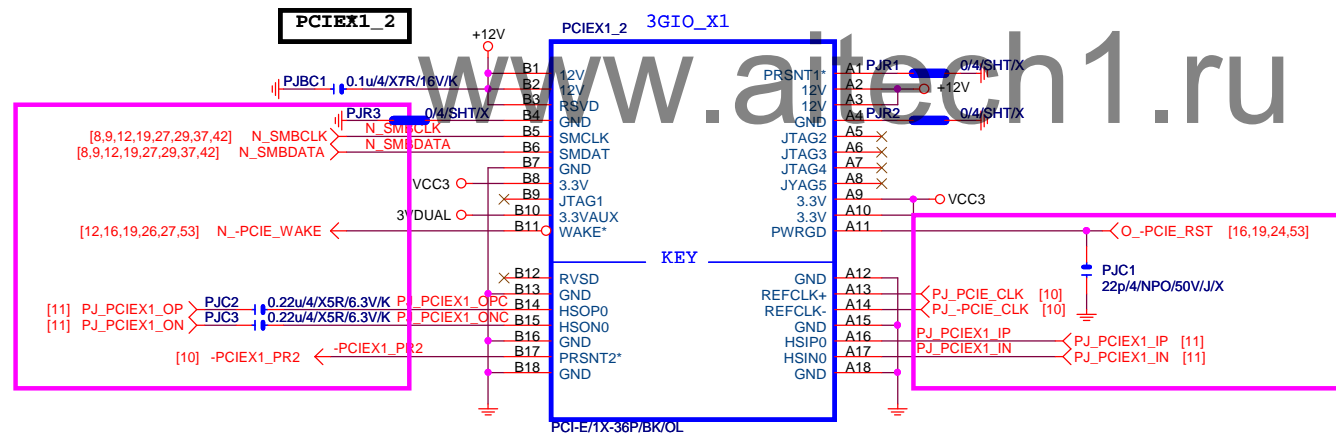 PCIEX1_2
PCIEX1_2 3GIO_X1
www.aitech1.ru
+12V
PJBC1 0.1u/4/X7R/16V/K
PJR3 0/4/SHT/X
[8,9,12,19,27,29,37,42] N_SMBCLK N_SMBCLK
[8,9,12,19,27,29,37,42] N_SMBDATA N_SMBDATA
VCC3
3VDUAL
[12,16,19,26,27,53] N_-PCIE_WAKE
[11] PJ_PCIEX1_OP PJC2 0.22u/4/X5R/6.3V/K PJ_PCIEX1_OPC
[11] PJ_PCIEX1_ON PJC3 0.22u/4/X5R/6.3V/K PJ_PCIEX1_ONC
[10] -PCIEX1_PR2 -PCIEX1_PR2
B1 12V
B2 12V
B3 RSVD
B4 GND
B5 SMCLK
B6 SMDAT
B7 GND
B8 3.3V
B9 JTAG1
B10 3.3VAUX
B11 WAKE*
KEY
B12 RVSD
B13 GND
B14 HSOP0
B15 HSON0
B16 GND
B17 PRSNT2*
B18 GND
PRSNT1* A1 PJR1 0/4/SHT/X
12V A2 +12V
12V A3
GND A4 PJR2 0/4/SHT/X
JTAG2 A5
JTAG3 A6
JTAG4 A7
JYAG5 A8
3.3V A9 VCC3
3.3V A10
PWRGD A11 O_-PCIE_RST [16,19,24,53]
PJC1
22p/4/NPO/50V/J/X
GND A12
REFCLK+ A13 PJ_PCIE_CLK [10]
REFCLK- A14 PJ_-PCIE_CLK [10]
GND A15
HSIP0 A16 PJ_PCIEX1_IP PJ_PCIEX1_IP [11]
HSIN0 A17 PJ_PCIEX1_IN PJ_PCIEX1_IN [11]
GND A18
PCI-E/1X-36P/BK/OL